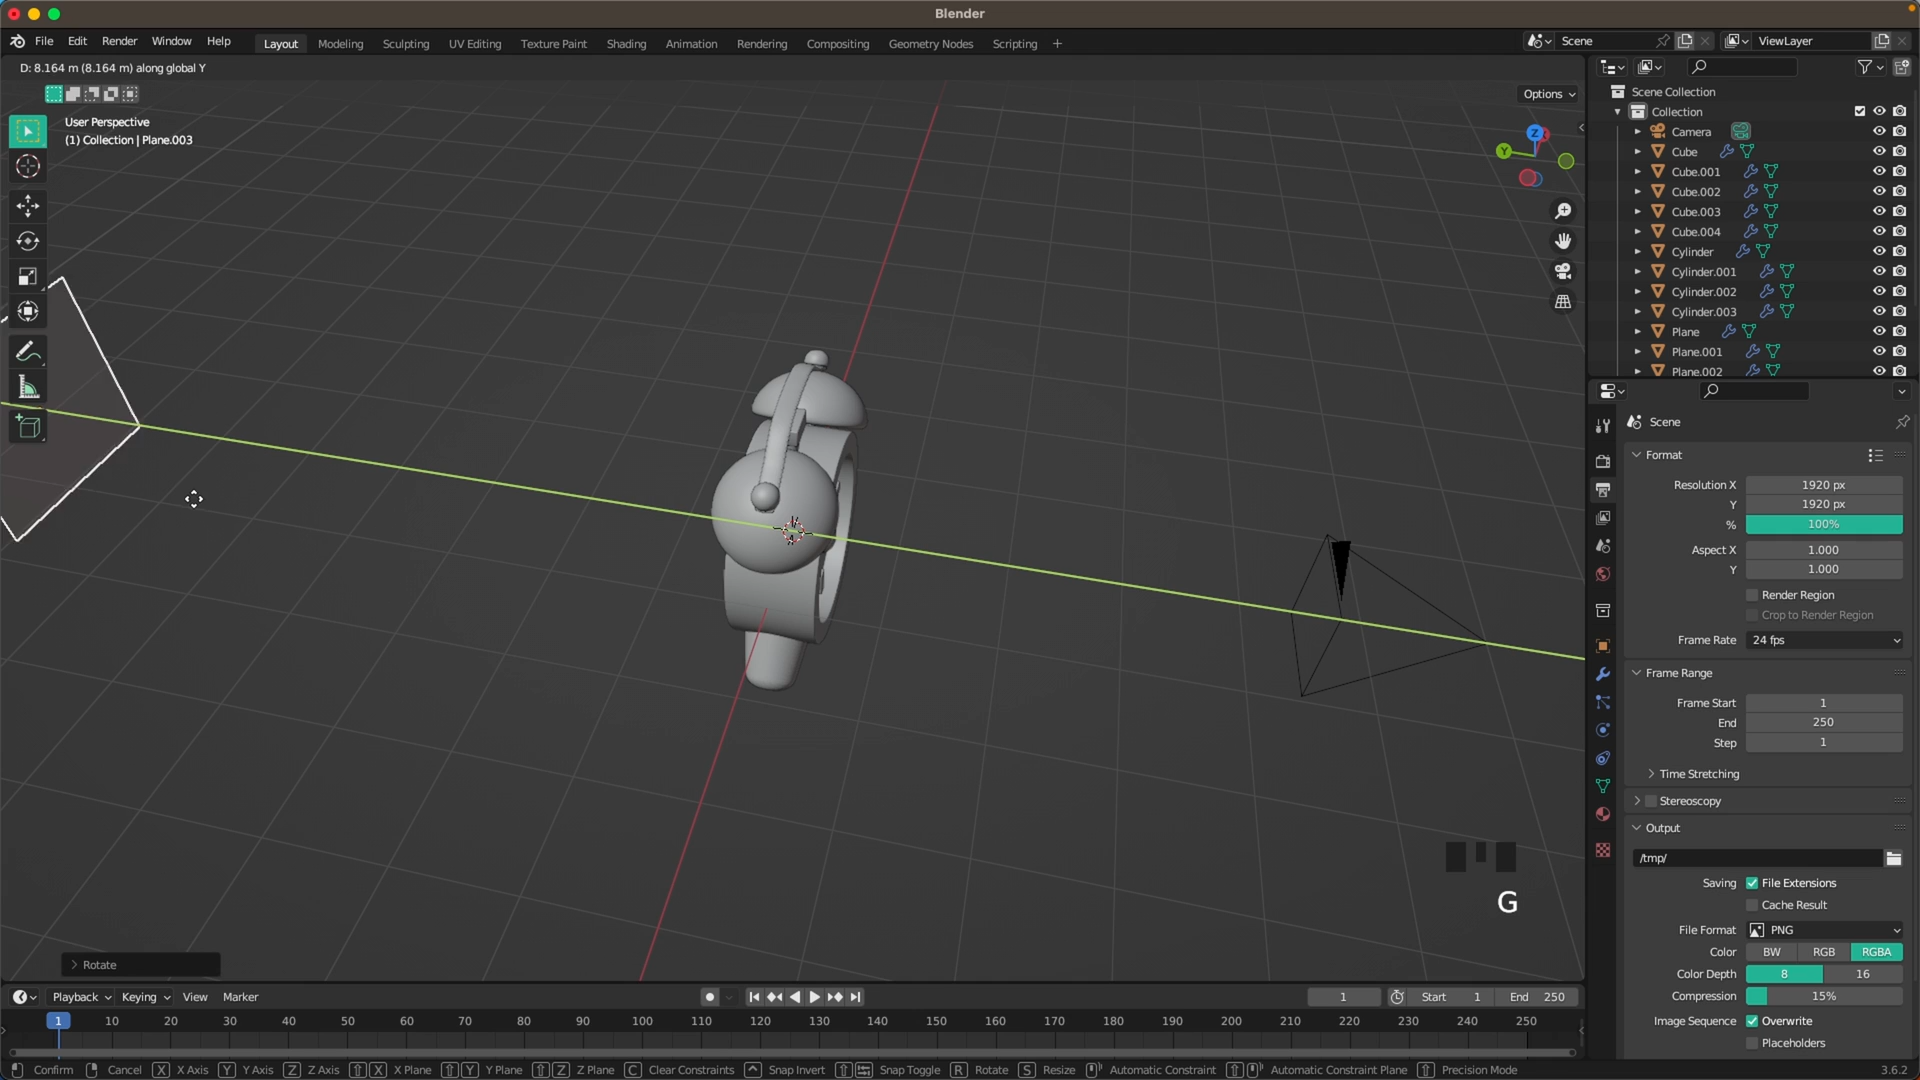 Blender
File Edit Render Window Help
Layout Modeling Sculpting UV Editing Texture Paint Shading Animation Rendering Compositing Geometry Nodes Scripting +
Scene
ViewLayer
D: 8.164 m (8.164 m) along global Y
Options
User Perspective
(1) Collection | Plane.003
Z
Y
Scene Collection
Collection
Camera
Cube
Cube.001
Cube.002
Cube.003
Cube.004
Cylinder
Cylinder.001
Cylinder.002
Cylinder.003
Plane
Plane.001
Plane.002
Scene
Format
Resolution X 1920 px
Y 1920 px
% 100%
Aspect X 1.000
Y 1.000
Render Region
Crop to Render Region
Frame Rate 24 fps
Frame Range
Frame Start 1
End 250
Step 1
Time Stretching
Stereoscopy
Output
/tmp/
Saving File Extensions
Cache Result
File Format PNG
Color BW RGB RGBA
Color Depth 8 16
Compression 15%
Image Sequence Overwrite
Placeholders
G
Rotate
Playback Keying View Marker
1 Start 1 End 250
1 10 20 30 40 50 60 70 80 90 100 110 120 130 140 150 160 170 180 190 200 210 220 230 240 250
Confirm Cancel X X Axis Y Y Axis Z Z Axis X X Plane Y Y Plane Z Z Plane C Clear Constraints Snap Invert Snap Toggle R Rotate S Resize Automatic Constraint Automatic Constraint Plane Precision Mode 3.6.2